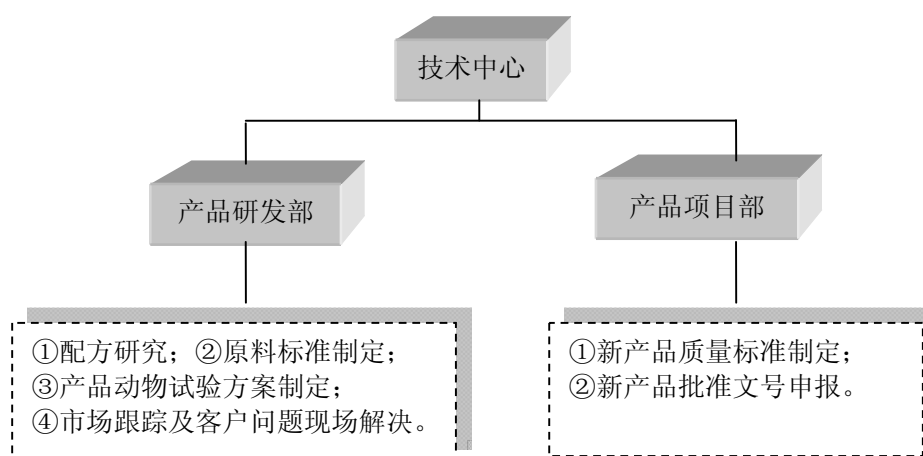 技术中心
产品研发部
产品项目部
①配方研究；②原料标准制定；
③产品动物试验方案制定；
④市场跟踪及客户问题现场解决。
①新产品质量标准制定；
②新产品批准文号申报。